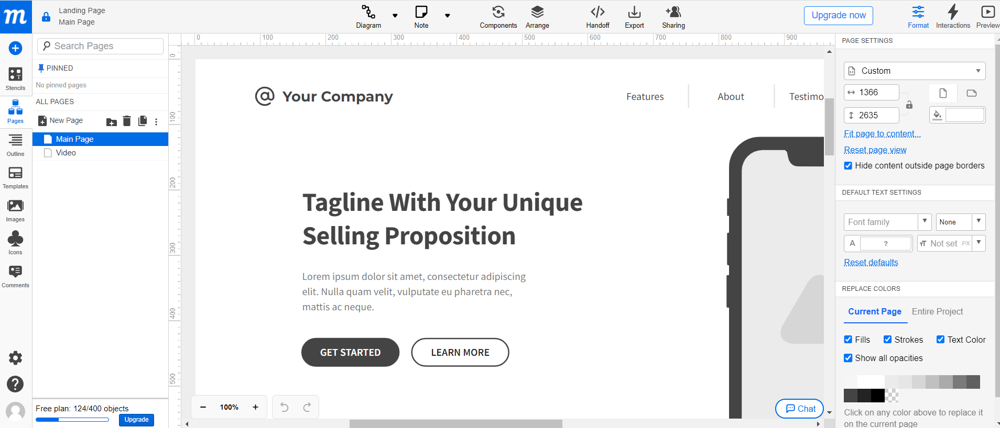 m
Landing Page
Main Page
Diagram
Note
Components
Arrange
Handoff
Export
Sharing
Upgrade now
Format
Interactions
Preview
Stencils
Pages
Outline
Templates
Images
Icons
Comments
Search Pages
PINNED
No pinned pages
ALL PAGES
New Page
Main Page
Video
Free plan: 124/400 objects
Upgrade
0 100 200 300 400 500 600 700 800 900
0
100
200
300
400
500
@ Your Company
Features
About
Testimo
Tagline With Your Unique
Selling Proposition
Lorem ipsum dolor sit amet, consectetur adipiscing
elit. Nulla quam velit, vulputate eu pharetra nec,
mattis ac neque.
GET STARTED
LEARN MORE
− 100% +
Chat
PAGE SETTINGS
Custom
1366
2635
Fit page to content...
Reset page view
Hide content outside page borders
DEFAULT TEXT SETTINGS
Font family
None
A ?
TT Not set PX
Reset defaults
REPLACE COLORS
Current Page
Entire Project
Fills
Strokes
Text Color
Show all opacities
Click on any color above to replace it
on the current page